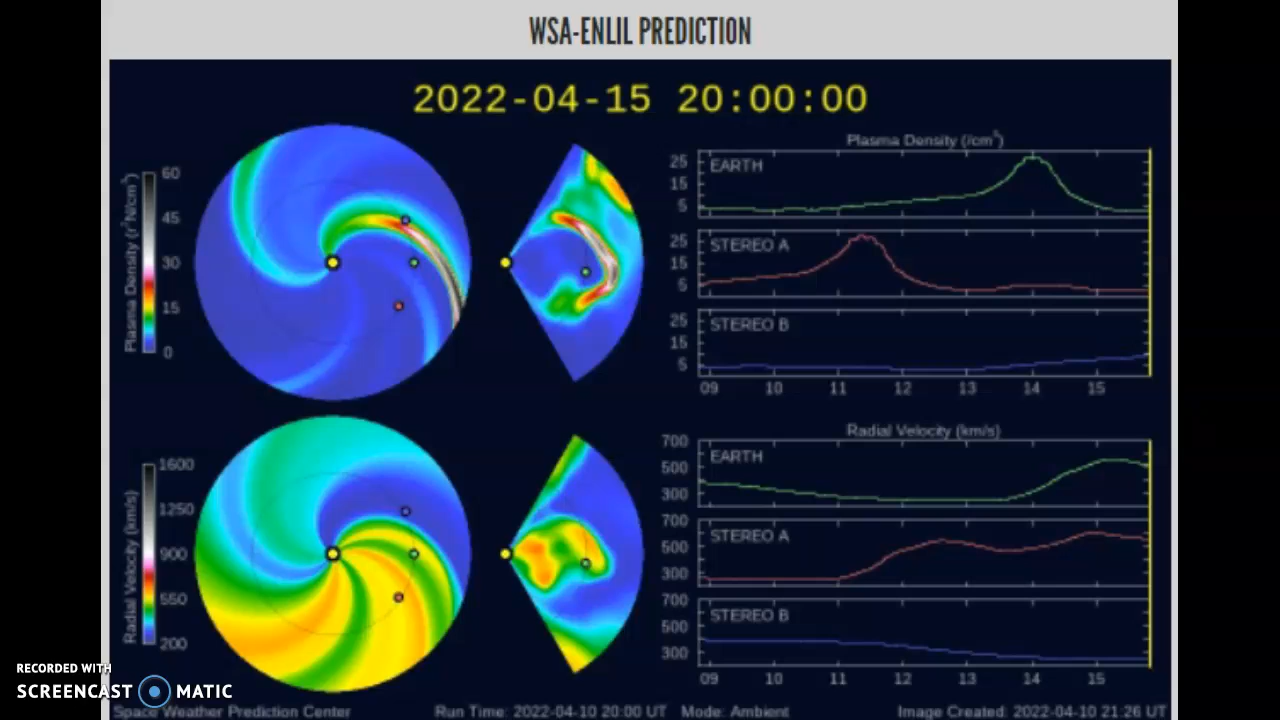 WSA-ENLIL PREDICTION
2022-04-15 20:00:00
Plasma Density (r²N/cm³)
60
45
30
15
0
Plasma Density (/cm³)
25
15
5
EARTH
25
15
5
STEREO A
25
15
5
STEREO B
09 10 11 12 13 14 15
Radial Velocity (km/s)
1600
1250
900
550
200
Radial Velocity (km/s)
700
500
300
EARTH
700
500
300
STEREO A
700
500
300
STEREO B
09 10 11 12 13 14 15
RECORDED WITH
SCREENCAST MATIC
Space Weather Prediction Center Run Time: 2022-04-10 20:00 UT Mode: Ambient Image Created: 2022-04-10 21:26 UT